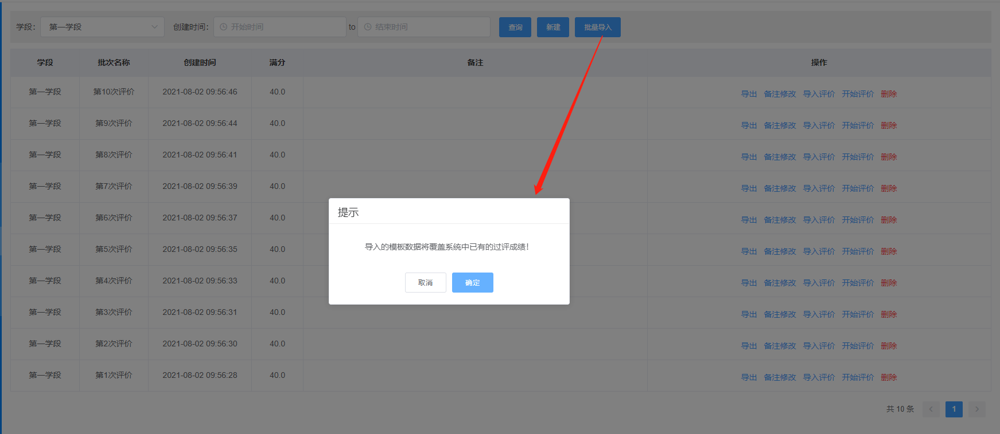 学段： 第一学段 创建时间： 开始时间 to 结束时间 查询 新建 批量导入
学段 批次名称 创建时间 满分 备注 操作
第一学段 第10次评价 2021-08-02 09:56:46 40.0 导出 备注修改 导入评价 开始评价 删除
第一学段 第9次评价 2021-08-02 09:56:44 40.0 导出 备注修改 导入评价 开始评价 删除
第一学段 第8次评价 2021-08-02 09:56:41 40.0 导出 备注修改 导入评价 开始评价 删除
第一学段 第7次评价 2021-08-02 09:56:39 40.0 导出 备注修改 导入评价 开始评价 删除
第一学段 第6次评价 2021-08-02 09:56:37 40.0 导出 备注修改 导入评价 开始评价 删除
第一学段 第5次评价 2021-08-02 09:56:35 40.0 导出 备注修改 导入评价 开始评价 删除
第一学段 第4次评价 2021-08-02 09:56:33 40.0 导出 备注修改 导入评价 开始评价 删除
第一学段 第3次评价 2021-08-02 09:56:31 40.0 导出 备注修改 导入评价 开始评价 删除
第一学段 第2次评价 2021-08-02 09:56:30 40.0 导出 备注修改 导入评价 开始评价 删除
第一学段 第1次评价 2021-08-02 09:56:28 40.0 导出 备注修改 导入评价 开始评价 删除
提示
导入的模板数据将覆盖系统中已有的过评成绩！
取消 确定
共 10 条 1